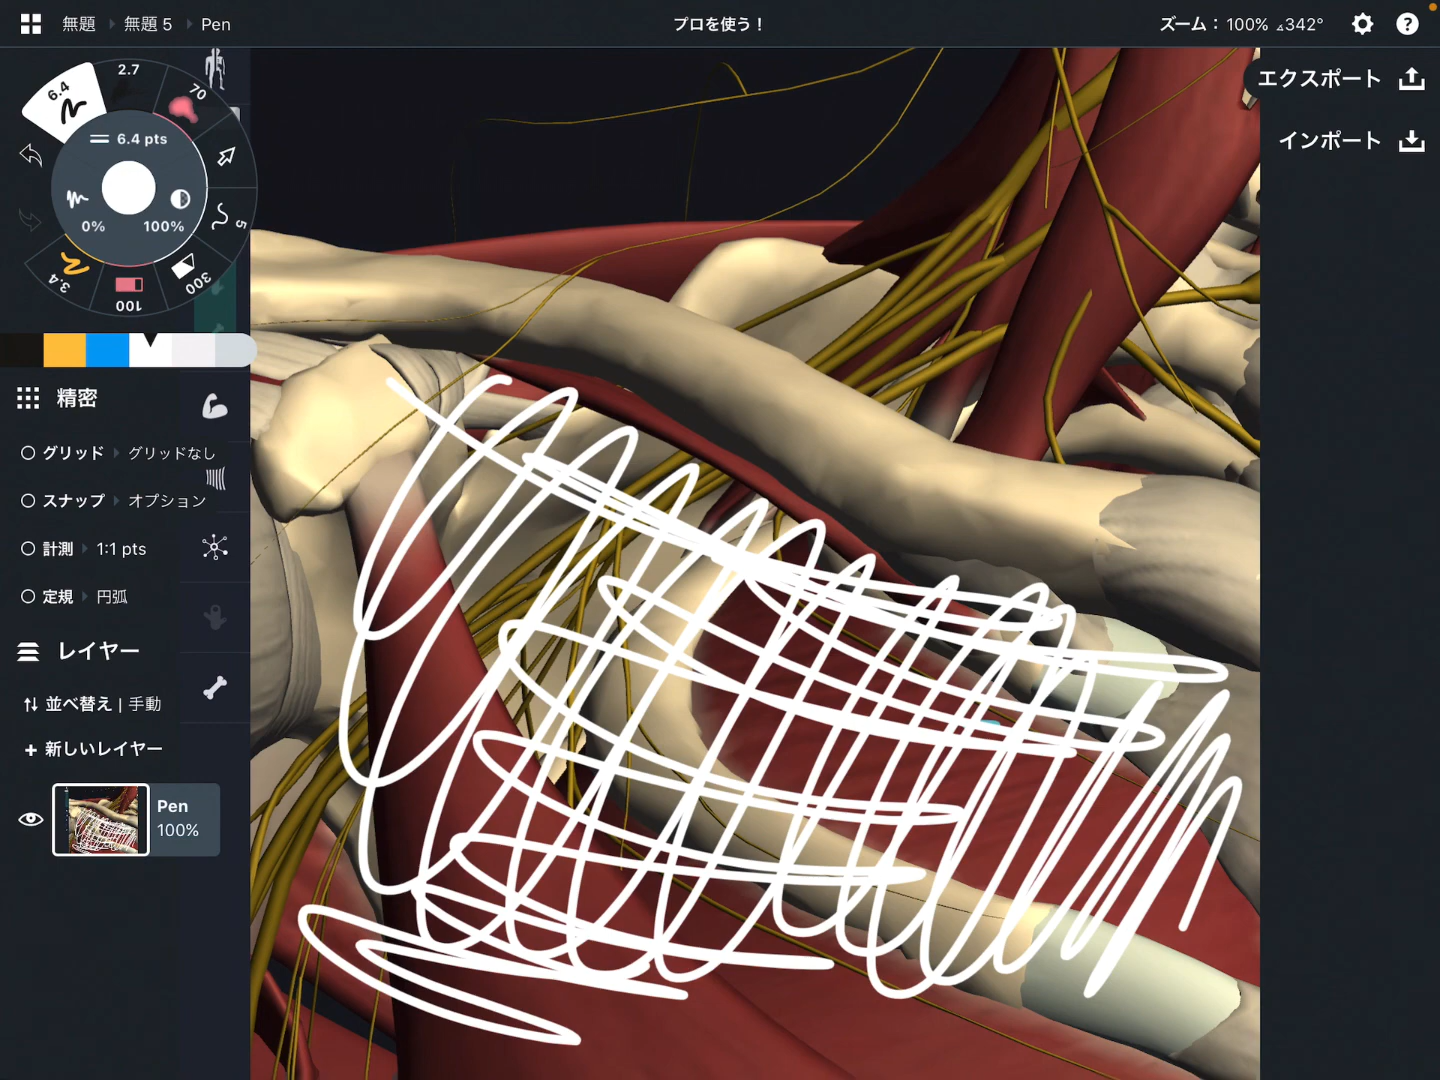 無題 無題 5 Pen
プロを使う！
ズーム： 100% ⦟342°
エクスポート
インポート
2.7
6.4
70
6.4 pts
0%
100%
5
3.4
100
300
精密
グリッド グリッドなし
スナップ オプション
計測 1:1 pts
定規 円弧
レイヤー
並べ替え | 手動
+ 新しいレイヤー
Pen
100%